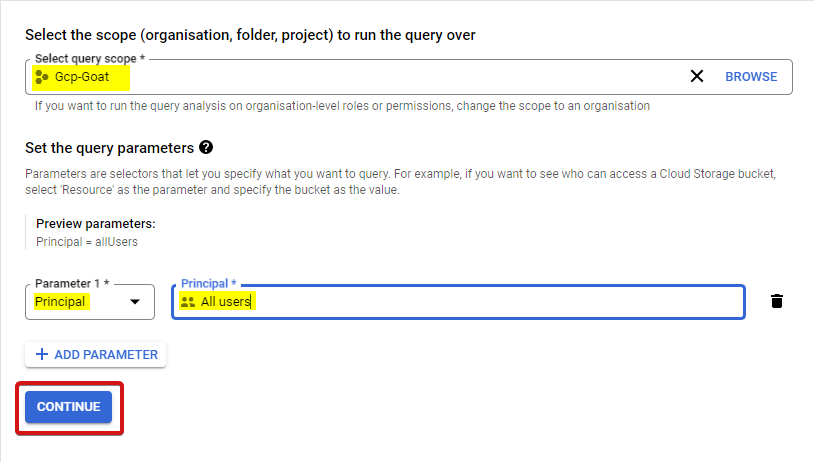 Select the scope (organisation, folder, project) to run the query over
Select query scope *
Gcp-Goat
BROWSE
If you want to run the query analysis on organisation-level roles or permissions, change the scope to an organisation
Set the query parameters
Parameters are selectors that let you specify what you want to query. For example, if you want to see who can access a Cloud Storage bucket,
select 'Resource' as the parameter and specify the bucket as the value.
Preview parameters:
Principal = allUsers
Parameter 1 *
Principal *
Principal
All users
ADD PARAMETER
CONTINUE